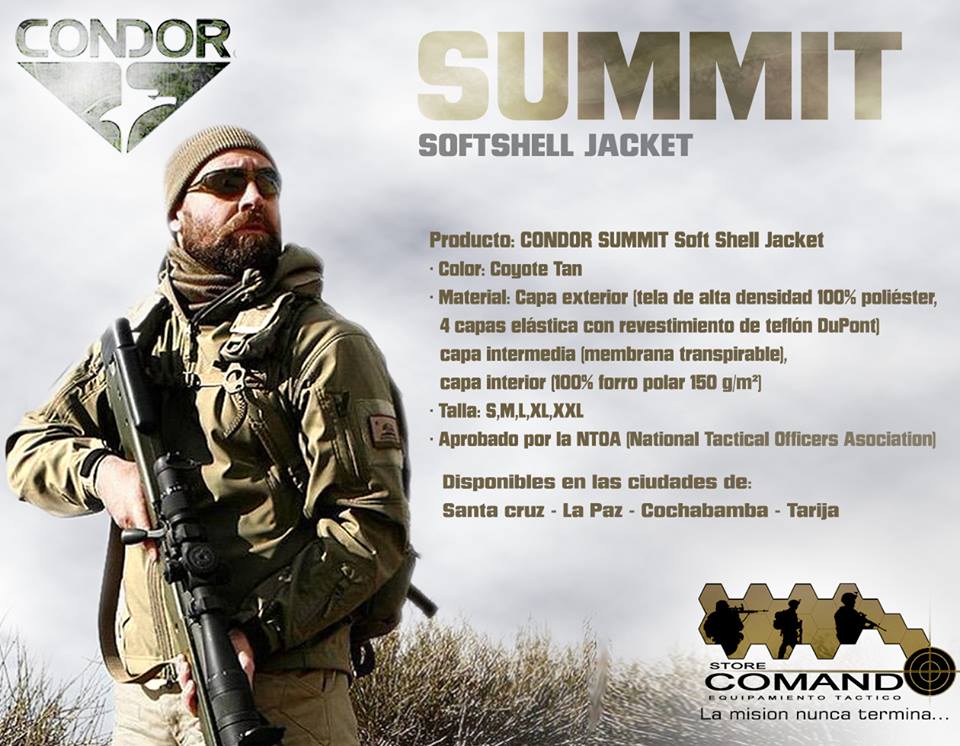 CONDOR
SUMMIT
SOFTSHELL JACKET
Producto: CONDOR SUMMIT Soft Shell Jacket
· Color: Coyote Tan
· Material: Capa exterior (tela de alta densidad 100% poliéster,
4 capas elástica con revestimiento de teflón DuPont)
capa intermedia (membrana transpirable),
capa interior (100% forro polar 150 g/m²)
· Talla: S,M,L,XL,XXL
· Aprobado por la NTOA (National Tactical Officers Asociation)
Disponibles en las ciudades de:
Santa cruz - La Paz - Cochabamba - Tarija
STORE
COMANDO
EQUIPAMIENTO TACTICO
La mision nunca termina...